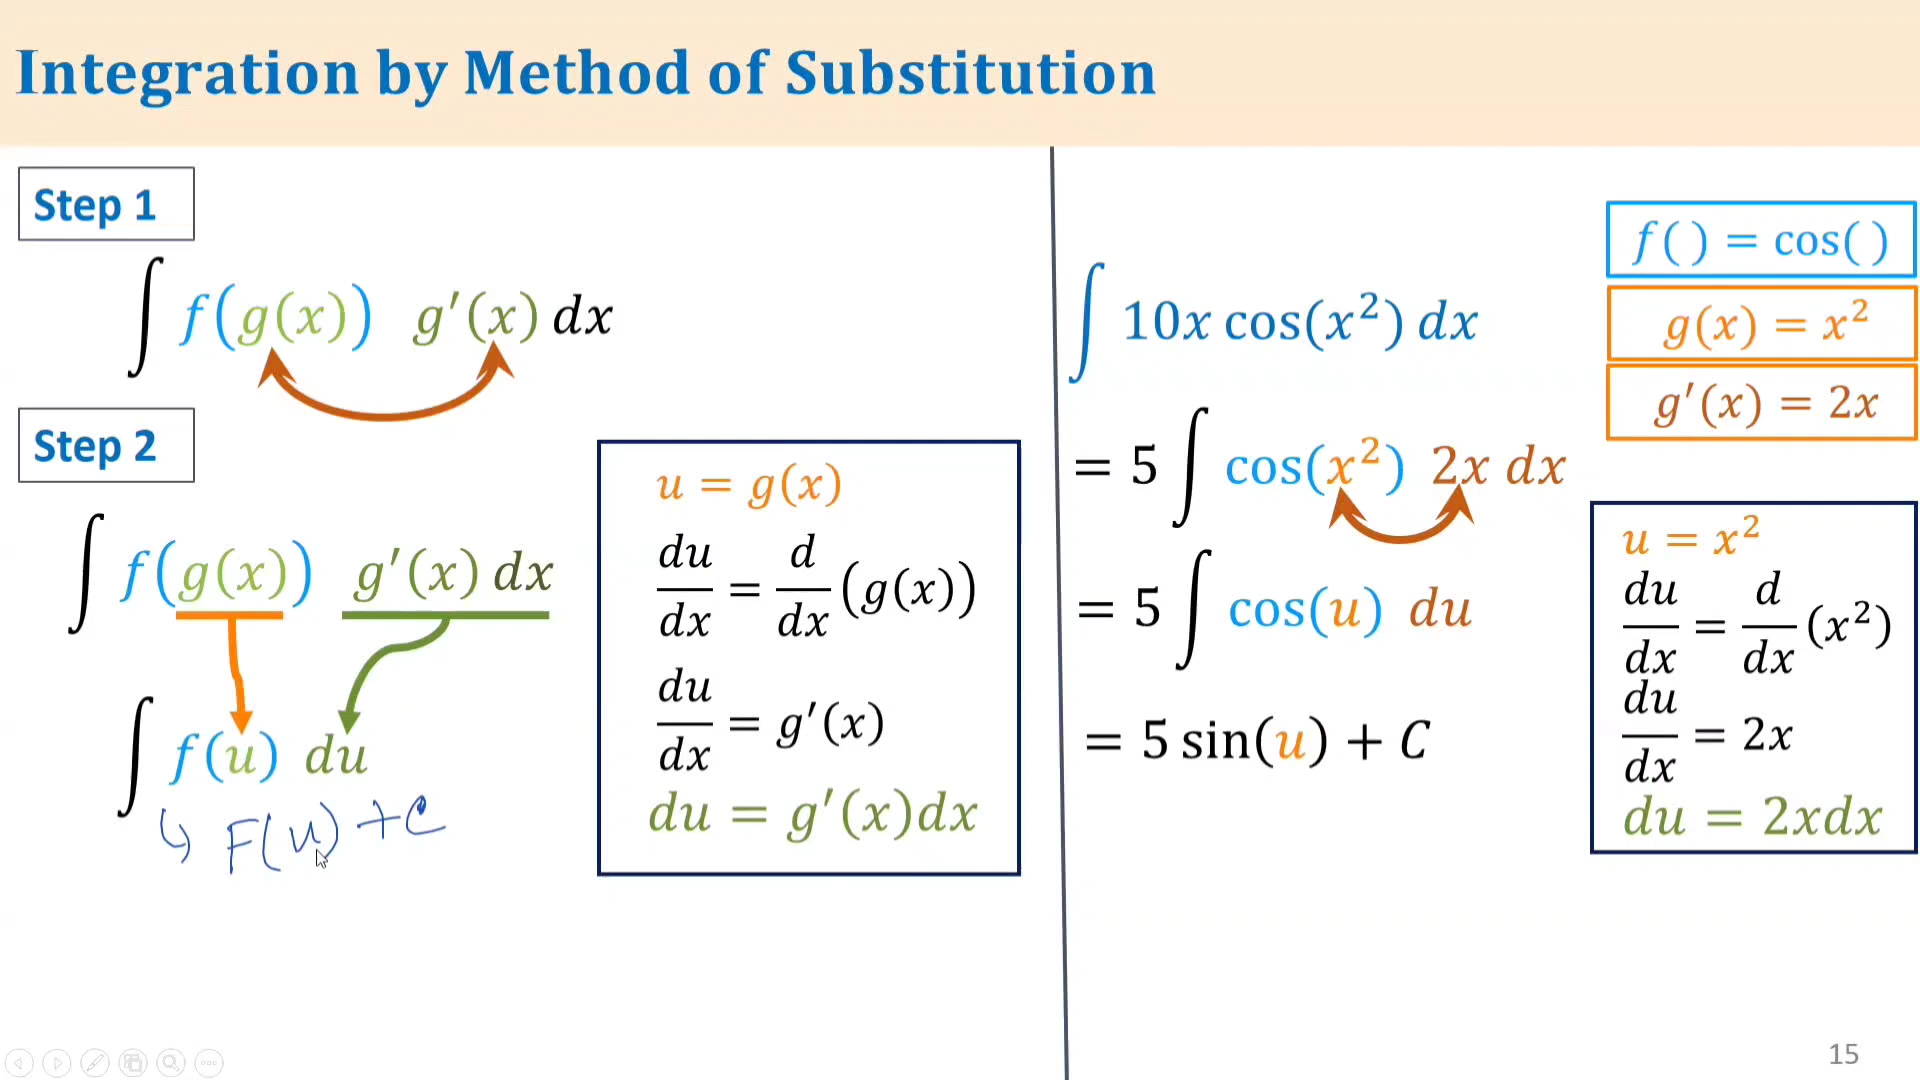 Integration by Method of Substitution
Step 1
∫ f(g(x)) g′(x) dx
Step 2
∫ f(g(x)) g′(x) dx
∫ f(u) du
↳ F(u) + C
u = g(x)
du/dx = d/dx (g(x))
du/dx = g′(x)
du = g′(x)dx
∫ 10x cos(x²) dx
= 5 ∫ cos(x²) 2x dx
= 5 ∫ cos(u) du
= 5 sin(u) + C
f( ) = cos( )
g(x) = x²
g′(x) = 2x
u = x²
du/dx = d/dx (x²)
du/dx = 2x
du = 2xdx
15